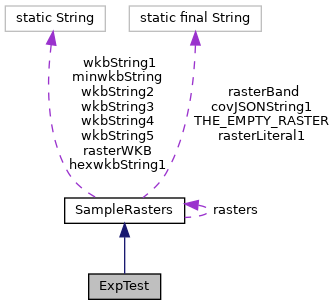 static String
static final String
wkbString1
minwkbString
wkbString2
wkbString3
wkbString4
wkbString5
rasterWKB
hexwkbString1
rasterBand
covJSONString1
THE_EMPTY_RASTER
rasterLiteral1
SampleRasters
rasters
ExpTest